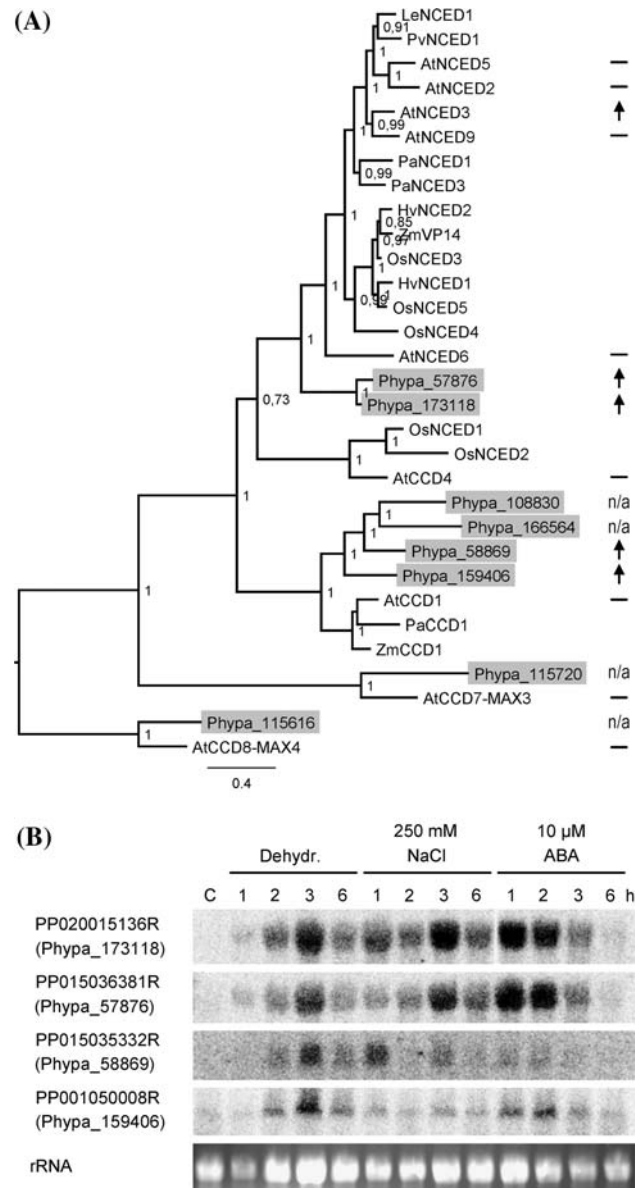 (A)
LeNCED1
0,91
PvNCED1
1
AtNCED5
1
AtNCED2
1
AtNCED3
0,99
AtNCED9
1
PaNCED1
0,99
PaNCED3
1
HvNCED2
0,85
ZmVP14
0,97
OsNCED3
1
HvNCED1
1
0,99
OsNCED5
OsNCED4
1
AtNCED6
1
Phypa_57876
1
Phypa_173118
0,73
OsNCED1
1
OsNCED2
1
AtCCD4
1
Phypa_108830 n/a
1
Phypa_166564 n/a
1
Phypa_58869
1
Phypa_159406
1
AtCCD1
1
PaCCD1
ZmCCD1
1
Phypa_115720 n/a
1
AtCCD7-MAX3
Phypa_115616 n/a
1
AtCCD8-MAX4
0.4
(B)
250 mM 10 µM
Dehydr. NaCl ABA
C 1 2 3 6 1 2 3 6 1 2 3 6 h
PP020015136R
(Phypa_173118)
PP015036381R
(Phypa_57876)
PP015035332R
(Phypa_58869)
PP001050008R
(Phypa_159406)
rRNA